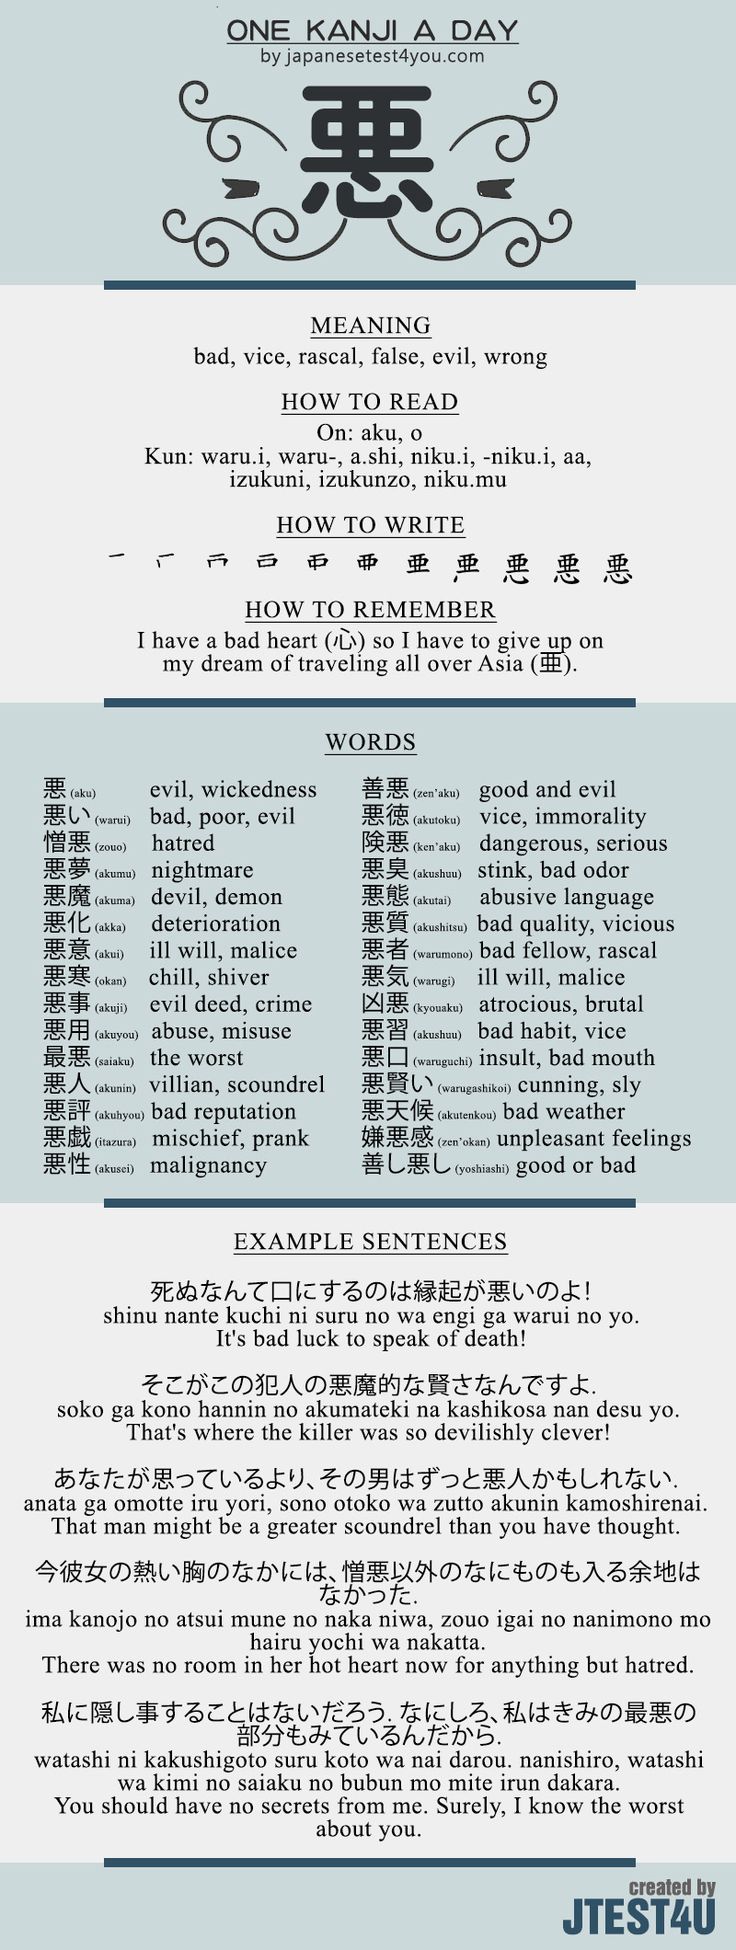 ONE KANJI A DAY
by japanesetest4you.com
悪
MEANING
bad, vice, rascal, false, evil, wrong
HOW TO READ
On: aku, o
Kun: waru.i, waru-, a.shi, niku.i, -niku.i, aa,
izukuni, izukunzo, niku.mu
HOW TO WRITE
HOW TO REMEMBER
I have a bad heart (心) so I have to give up on
my dream of traveling all over Asia (亜).
WORDS
悪 (aku) evil, wickedness
悪い (warui) bad, poor, evil
憎悪 (zouo) hatred
悪夢 (akumu) nightmare
悪魔 (akuma) devil, demon
悪化 (akka) deterioration
悪意 (akui) ill will, malice
悪寒 (okan) chill, shiver
悪事 (akuji) evil deed, crime
悪用 (akuyou) abuse, misuse
最悪 (saiaku) the worst
悪人 (akunin) villian, scoundrel
悪評 (akuhyou) bad reputation
悪戯 (itazura) mischief, prank
悪性 (akusei) malignancy
善悪 (zen'aku) good and evil
悪徳 (akutoku) vice, immorality
険悪 (ken'aku) dangerous, serious
悪臭 (akushuu) stink, bad odor
悪態 (akutai) abusive language
悪質 (akushitsu) bad quality, vicious
悪者 (warumono) bad fellow, rascal
悪気 (warugi) ill will, malice
凶悪 (kyouaku) atrocious, brutal
悪習 (akushuu) bad habit, vice
悪口 (waruguchi) insult, bad mouth
悪賢い (warugashikoi) cunning, sly
悪天候 (akutenkou) bad weather
嫌悪感 (zen'okan) unpleasant feelings
善し悪し (yoshiashi) good or bad
EXAMPLE SENTENCES
死ぬなんて口にするのは縁起が悪いのよ!
shinu nante kuchi ni suru no wa engi ga warui no yo.
It's bad luck to speak of death!
そこがこの犯人の悪魔的な賢さなんですよ.
soko ga kono hannin no akumateki na kashikosa nan desu yo.
That's where the killer was so devilishly clever!
あなたが思っているより、その男はずっと悪人かもしれない.
anata ga omotte iru yori, sono otoko wa zutto akunin kamoshirenai.
That man might be a greater scoundrel than you have thought.
今彼女の熱い胸のなかには、憎悪以外のなにものも入る余地は
なかった.
ima kanojo no atsui mune no naka niwa, zouo igai no nanimono mo
hairu yochi wa nakatta.
There was no room in her hot heart now for anything but hatred.
私に隠し事することはないだろう. なにしろ、私はきみの最悪の
部分もみているんだから.
watashi ni kakushigoto suru koto wa nai darou. nanishiro, watashi
wa kimi no saiaku no bubun mo mite irun dakara.
You should have no secrets from me. Surely, I know the worst
about you.
created by
JTEST4U